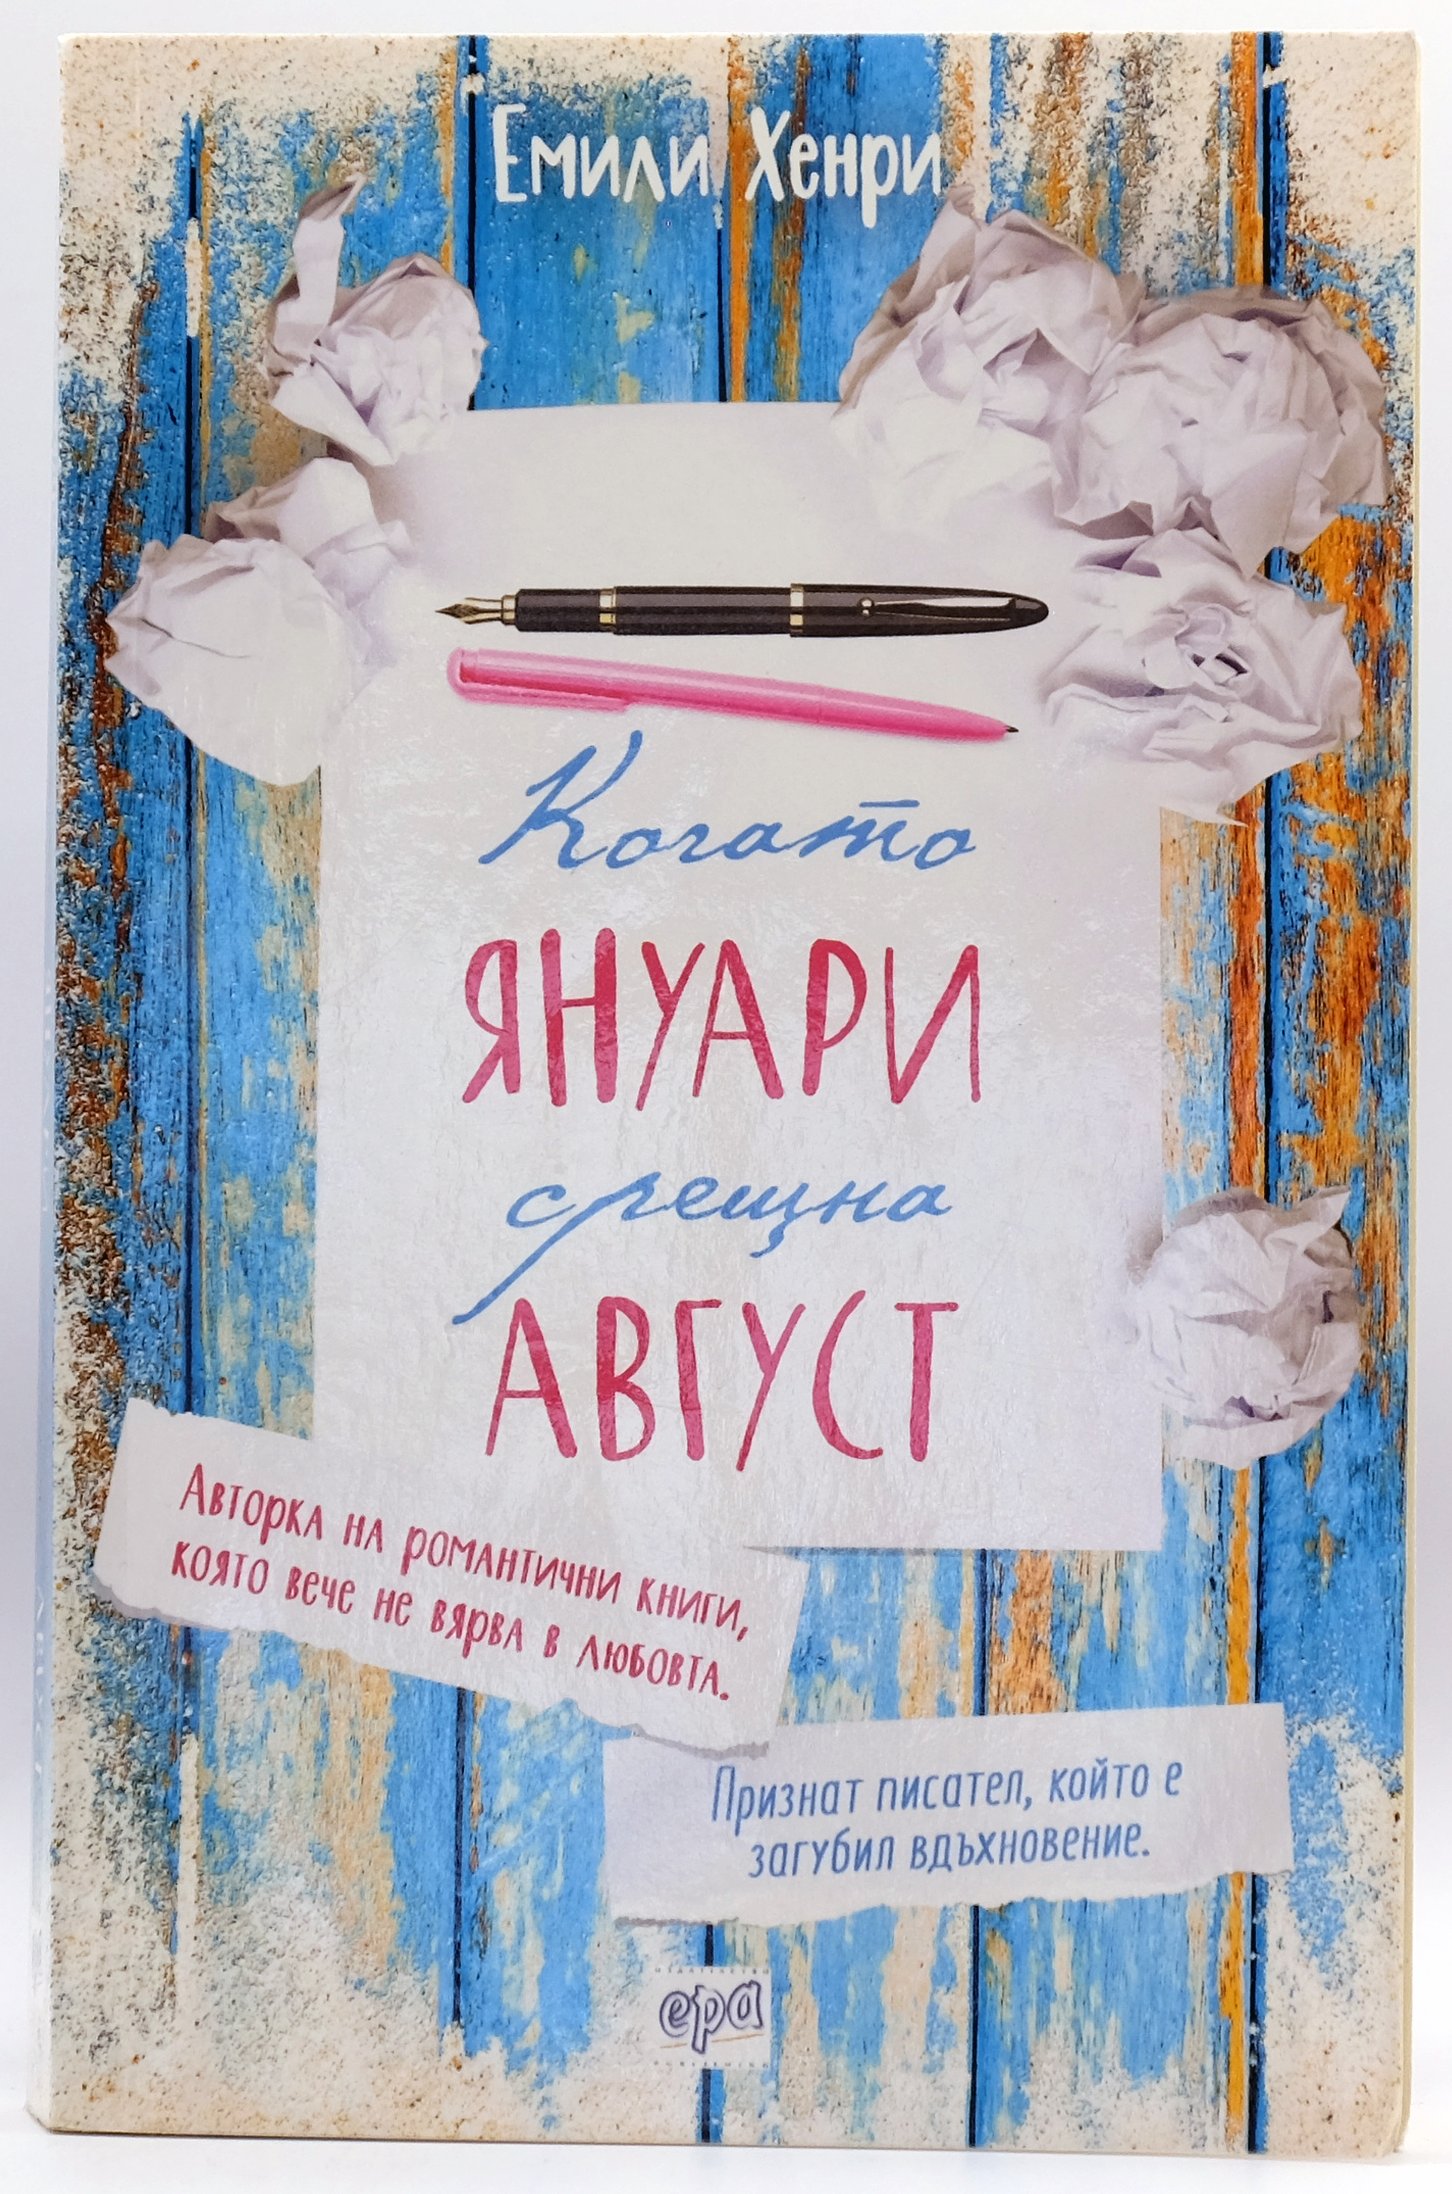 Емили Хенри
Когато
ЯНУАРИ
срещна
АВГУСТ
Авторка на романтични книги,
която вече не вярва в любовта.
Признат писател, който е
загубил вдъхновение.
ера